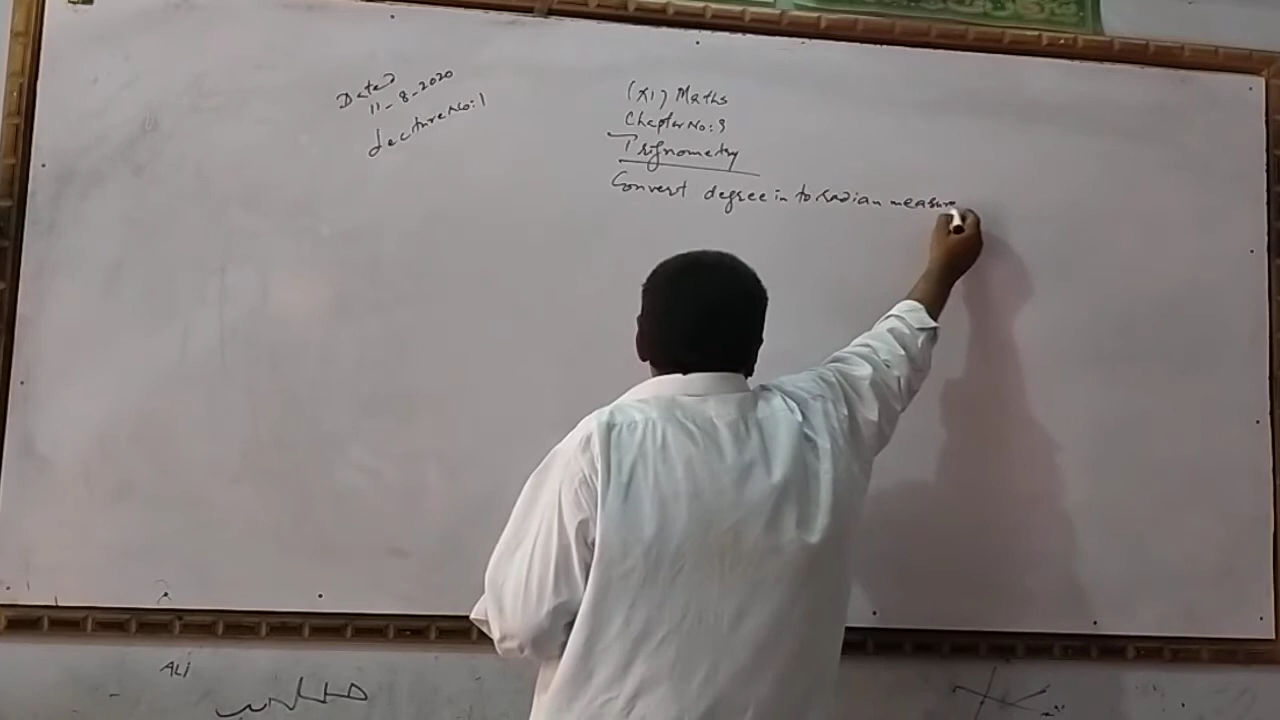 Dated
11-8-2020
Lecture No:1
(XI) Maths
Chapter No:9
Trignometry
Convert degree in to radian measure
ALI